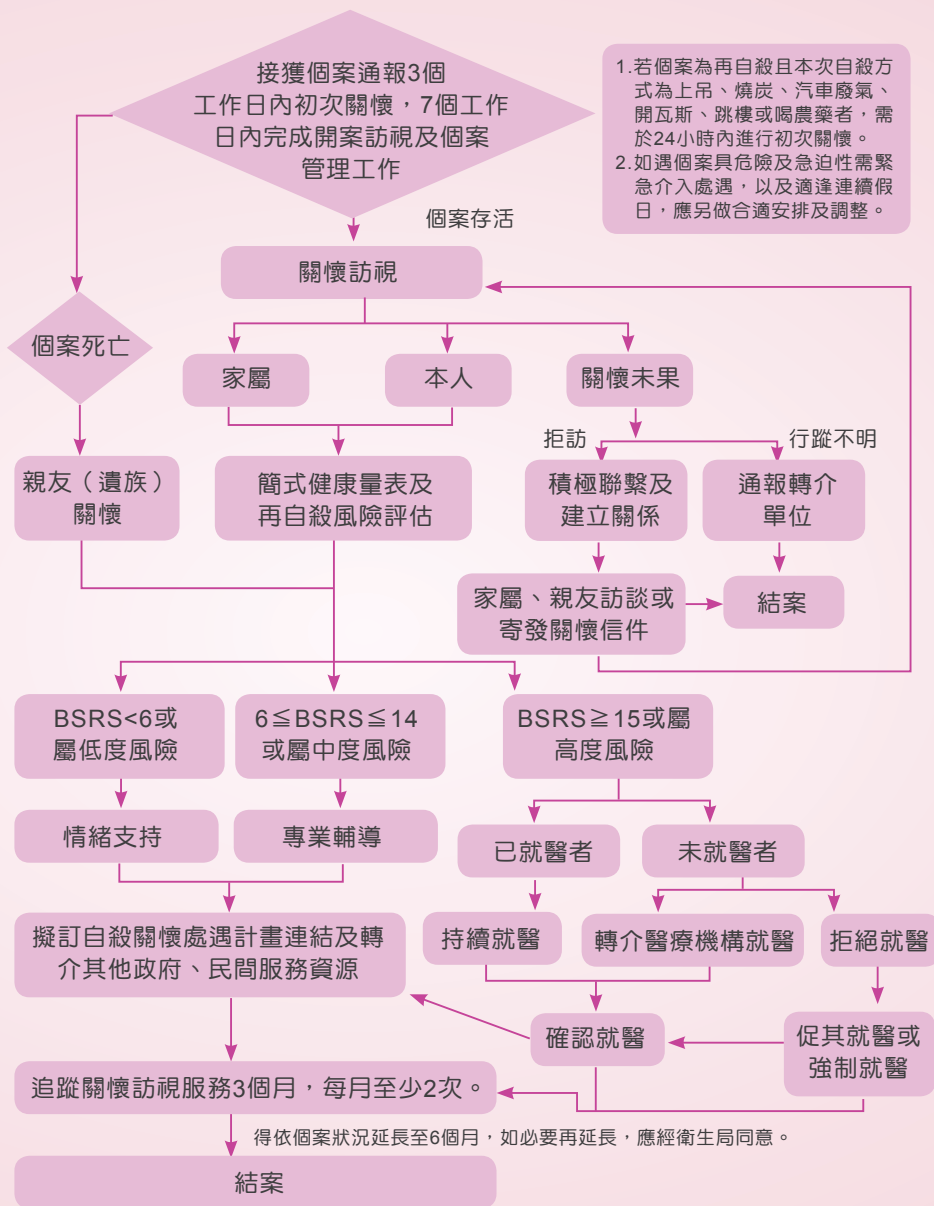 接獲個案通報3個
工作日內初次關懷，7個工作
日內完成開案訪視及個案
管理工作
1.若個案為再自殺且本次自殺方
式為上吊、燒炭、汽車廢氣、
開瓦斯、跳樓或喝農藥者，需
於24小時內進行初次關懷。
2.如遇個案具危險及急迫性需緊
急介入處遇，以及適逢連續假
日，應另做合適安排及調整。
個案存活
關懷訪視
個案死亡
家屬
本人
關懷未果
拒訪
行蹤不明
親友（遺族）
關懷
簡式健康量表及
再自殺風險評估
積極聯繫及
建立關係
通報轉介
單位
家屬、親友訪談或
寄發關懷信件
結案
BSRS<6或
屬低度風險
6≦BSRS≦14
或屬中度風險
BSRS≧15或屬
高度風險
情緒支持
專業輔導
已就醫者
未就醫者
擬訂自殺關懷處遇計畫連結及轉
介其他政府、民間服務資源
持續就醫
轉介醫療機構就醫
拒絕就醫
確認就醫
促其就醫或
強制就醫
追蹤關懷訪視服務3個月，每月至少2次。
得依個案狀況延長至6個月，如必要再延長，應經衛生局同意。
結案